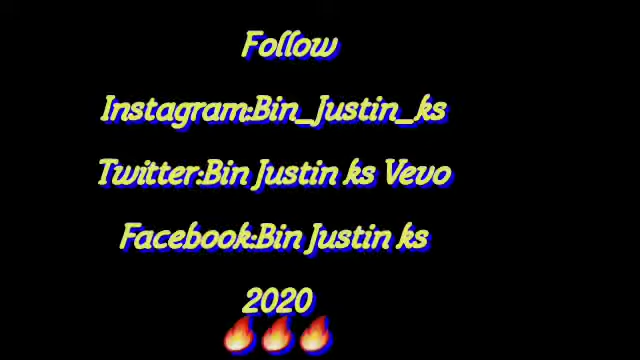 Follow
Instagram:Bin_Justin_ks
Twitter:Bin Justin ks Vevo
Facebook:Bin Justin ks
2020
🔥🔥🔥